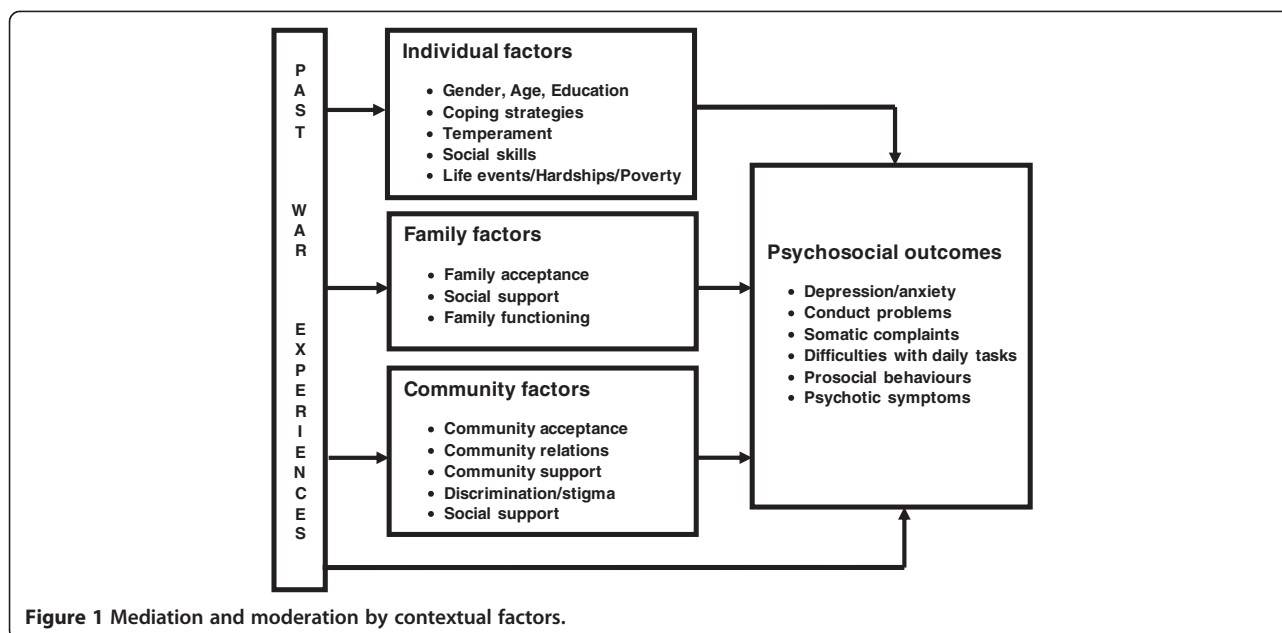 PAST WAR EXPERIENCES
Individual factors
• Gender, Age, Education
• Coping strategies
• Temperament
• Social skills
• Life events/Hardships/Poverty
Family factors
• Family acceptance
• Social support
• Family functioning
Community factors
• Community acceptance
• Community relations
• Community support
• Discrimination/stigma
• Social support
Psychosocial outcomes
• Depression/anxiety
• Conduct problems
• Somatic complaints
• Difficulties with daily tasks
• Prosocial behaviours
• Psychotic symptoms
Figure 1 Mediation and moderation by contextual factors.